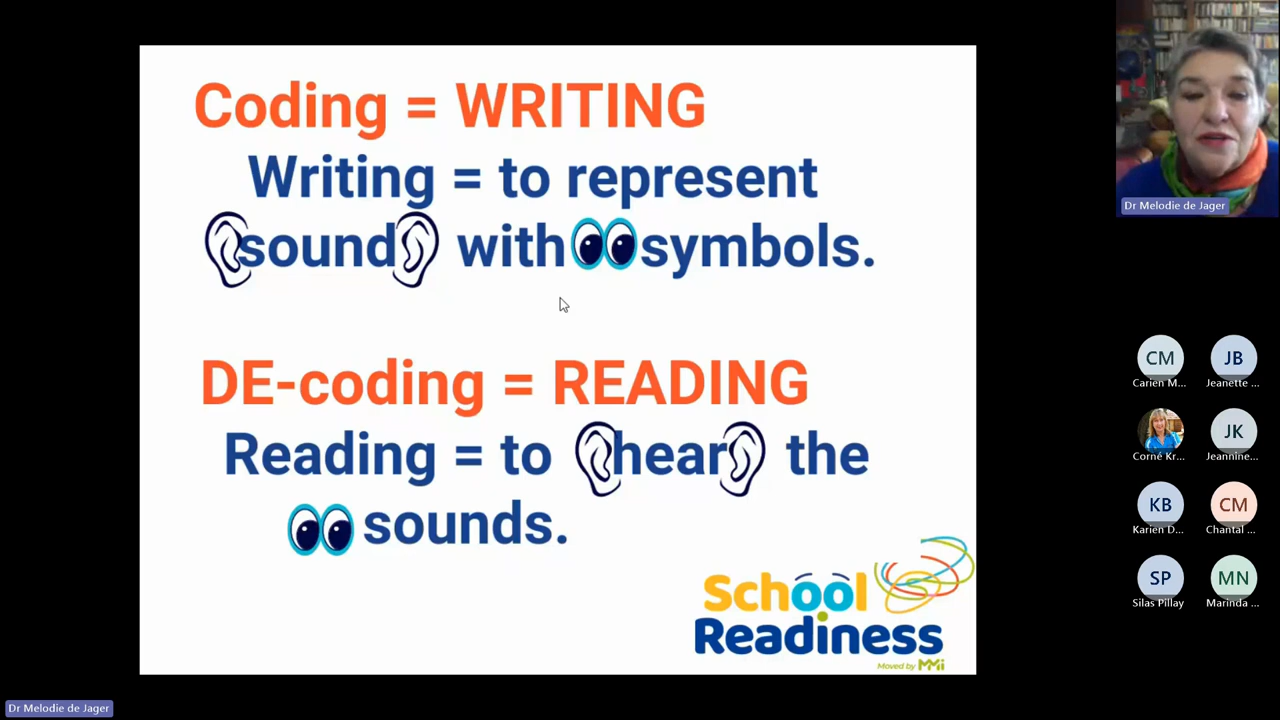 Coding = WRITING
Writing = to represent
sound with symbols.
DE-coding = READING
Reading = to hear the
sounds.
School
Readiness
Moved by MMi
Dr Melodie de Jager
CM JB
Carien M... Jeanette ...
JK
Corné Kr... Jeannine...
KB CM
Karien D... Chantal ...
SP MN
Silas Pillay Marinda ...
Dr Melodie de Jager